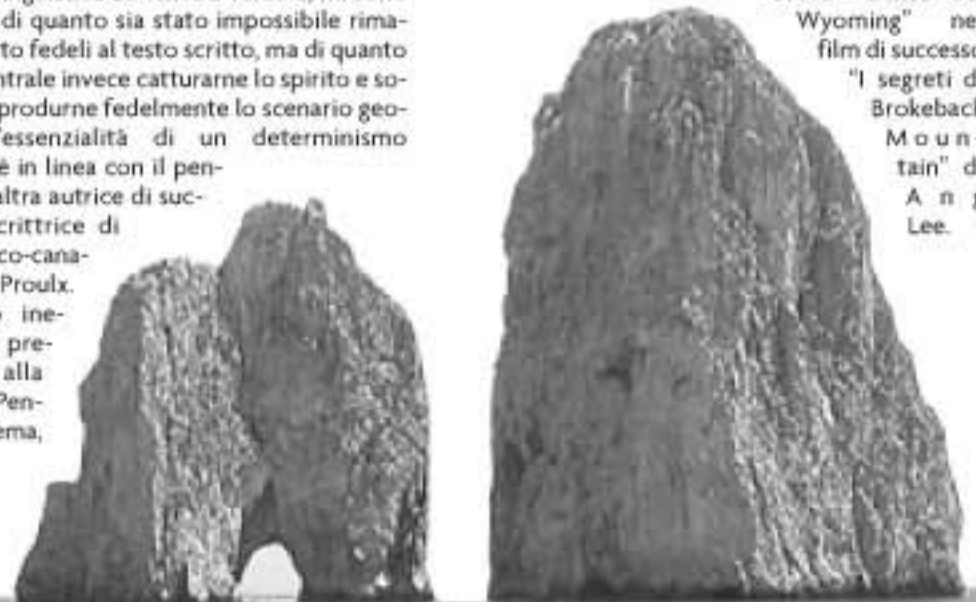 di quanto sia stato impossibile rima-
to fedeli al testo scritto, ma di quanto
ntrale invece catturarne lo spirito e so-
produrne fedelmente lo scenario geo-
essenzialità di un determinismo
è in linea con il pen-
altra autrice di suc-
crittrice di
co-cana-
Proulx.
ine-
pre-
alla
Pen-
ema,
Wyoming" ne
film di successo
"I segreti d
Brokebac
Moun-
tain" d
Ang
Lee.